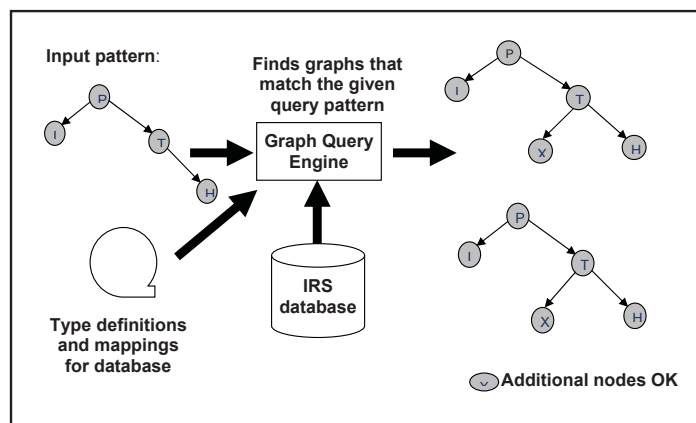 Input pattern:
P
I
T
H
Finds graphs that
match the given
query pattern
Graph Query
Engine
Type definitions
and mappings
for database
IRS
database
P
I
T
X
H
P
I
T
X
H
Additional nodes OK